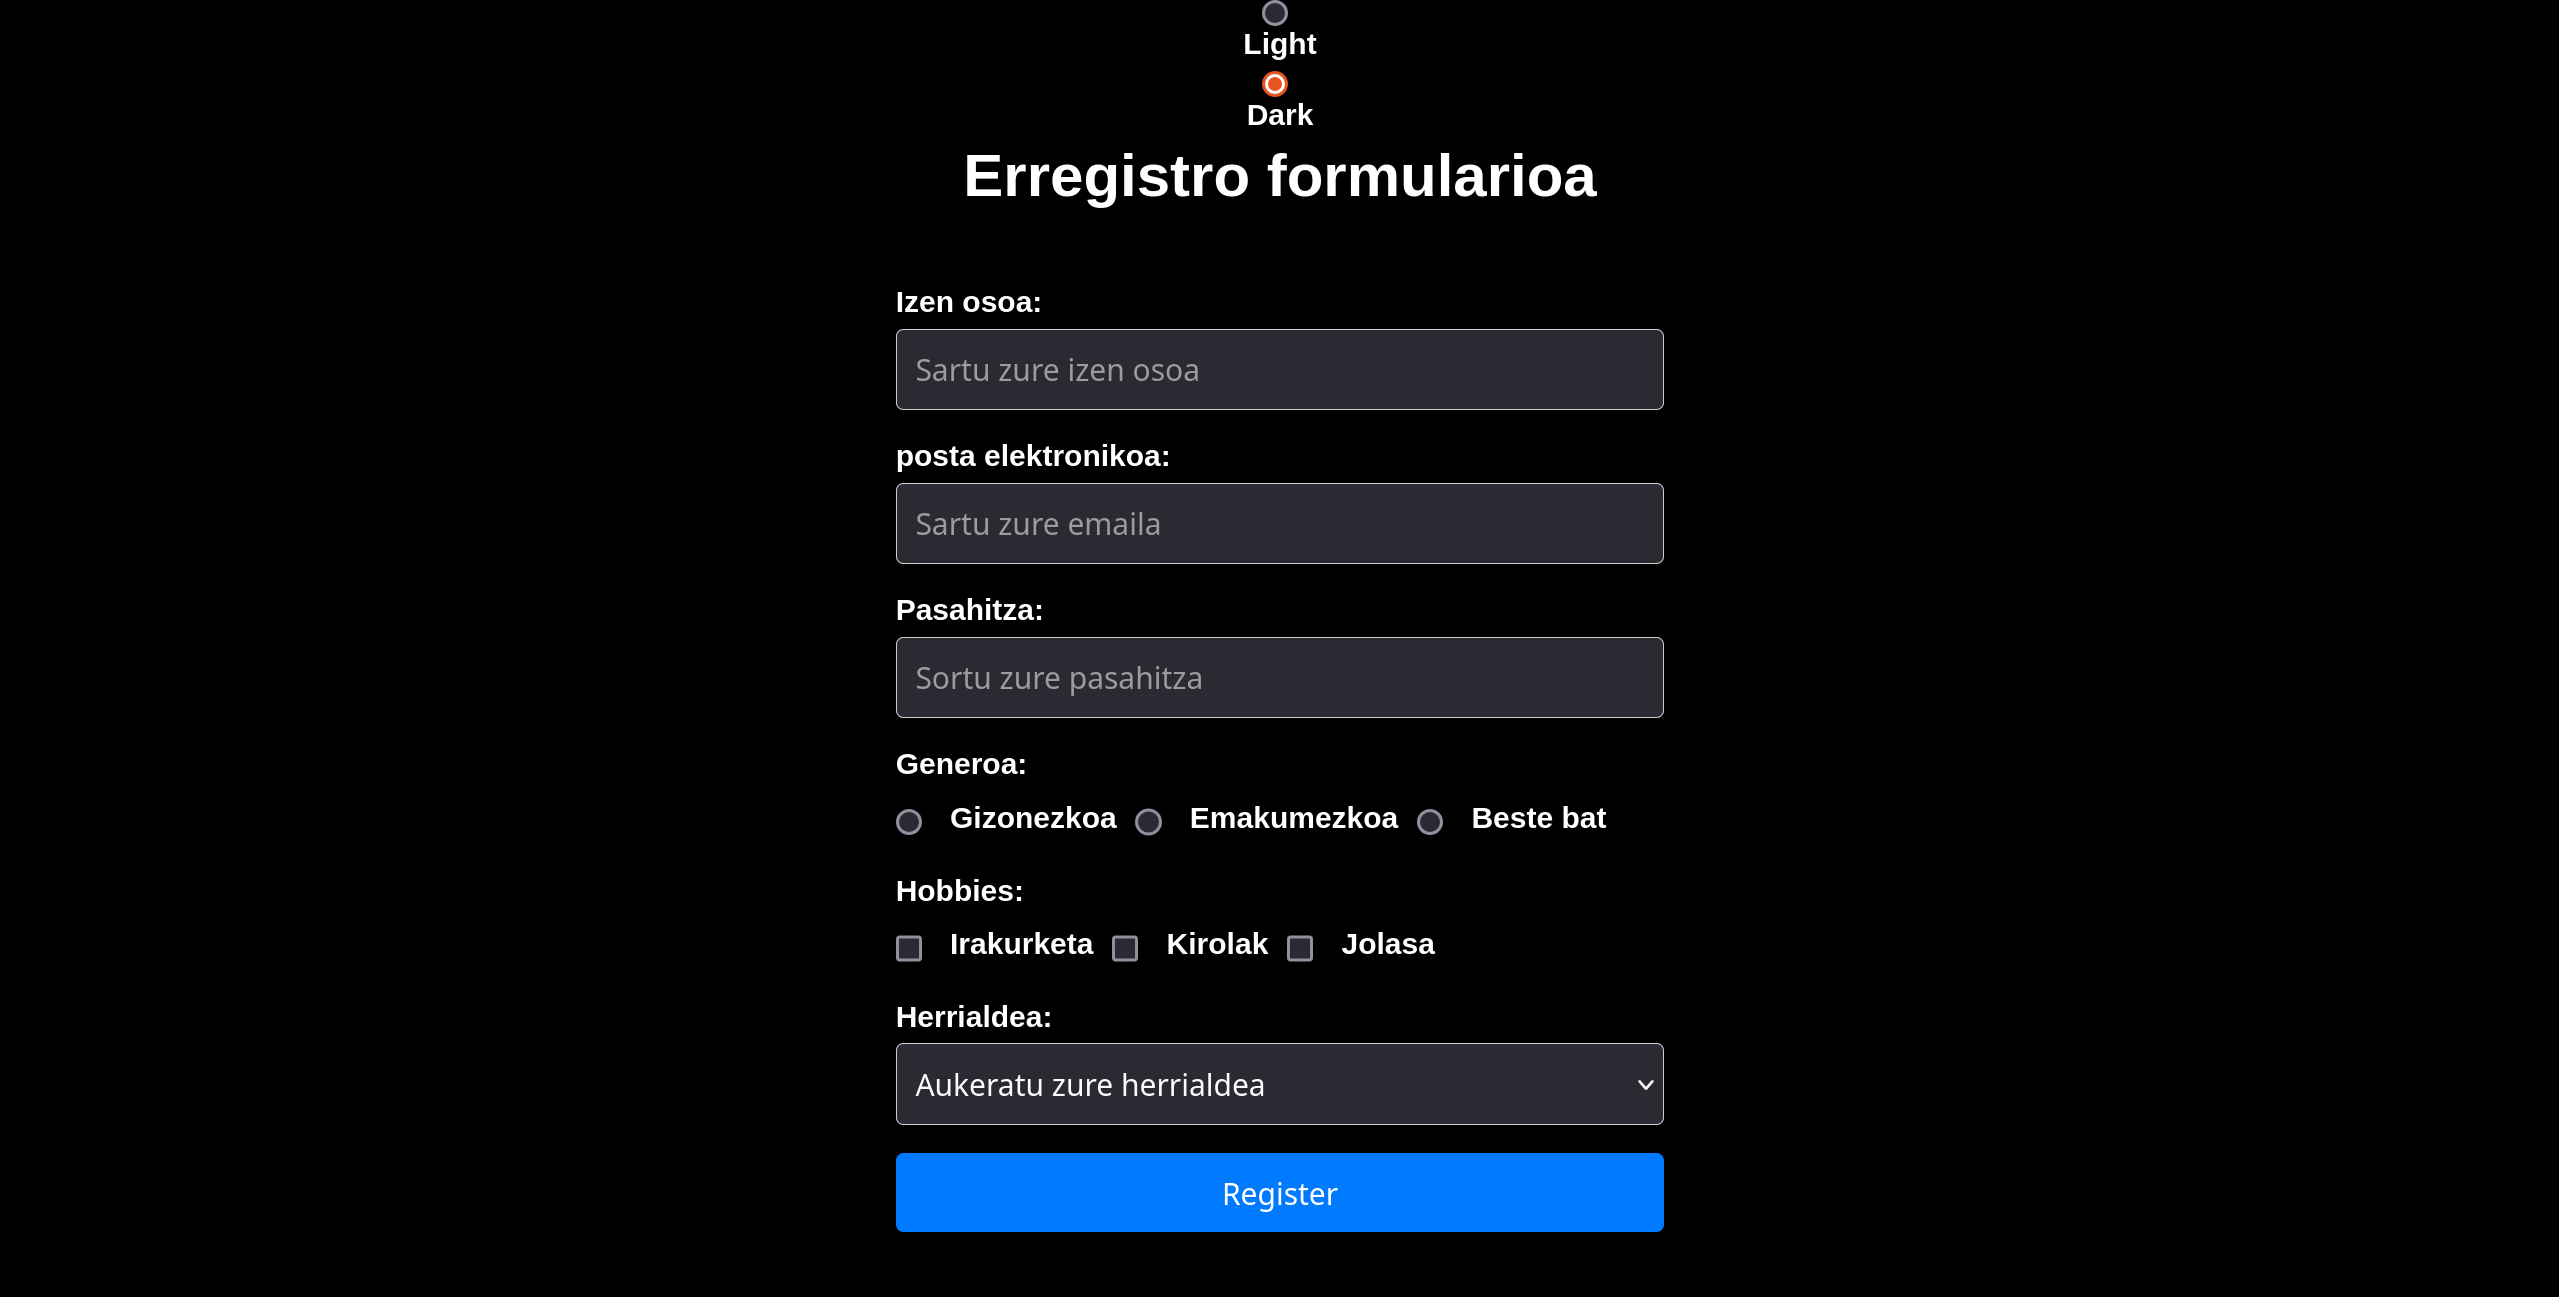 Light
Dark
Erregistro formularioa
Izen osoa:
Sartu zure izen osoa
posta elektronikoa:
Sartu zure emaila
Pasahitza:
Sortu zure pasahitza
Generoa:
Gizonezkoa Emakumezkoa Beste bat
Hobbies:
Irakurketa Kirolak Jolasa
Herrialdea:
Aukeratu zure herrialdea
Register